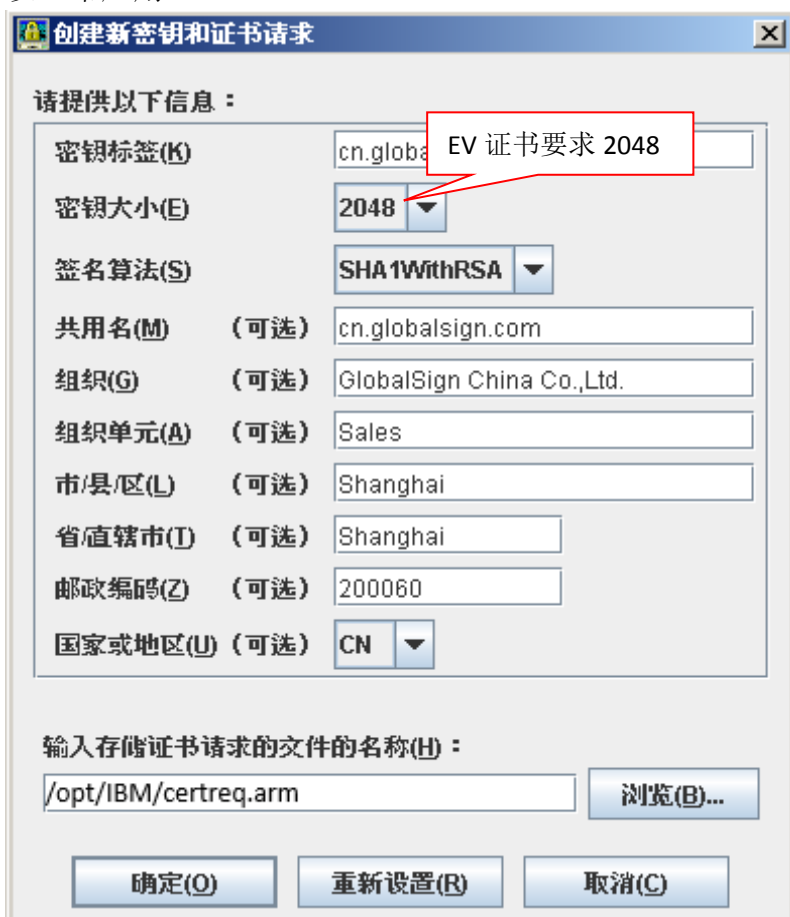 创建新密钥和证书请求
请提供以下信息：
密钥标签(K) cn.globa
EV 证书要求 2048
密钥大小(E) 2048
签名算法(S) SHA1WithRSA
共用名(M) （可选） cn.globalsign.com
组织(G) （可选） GlobalSign China Co.,Ltd.
组织单元(A) （可选） Sales
市/县/区(L) （可选） Shanghai
省/直辖市(T) （可选） Shanghai
邮政编码(Z) （可选） 200060
国家或地区(U) （可选） CN
输入存储证书请求的文件的名称(H)：
/opt/IBM/certreq.arm 浏览(B)...
确定(O) 重新设置(R) 取消(C)